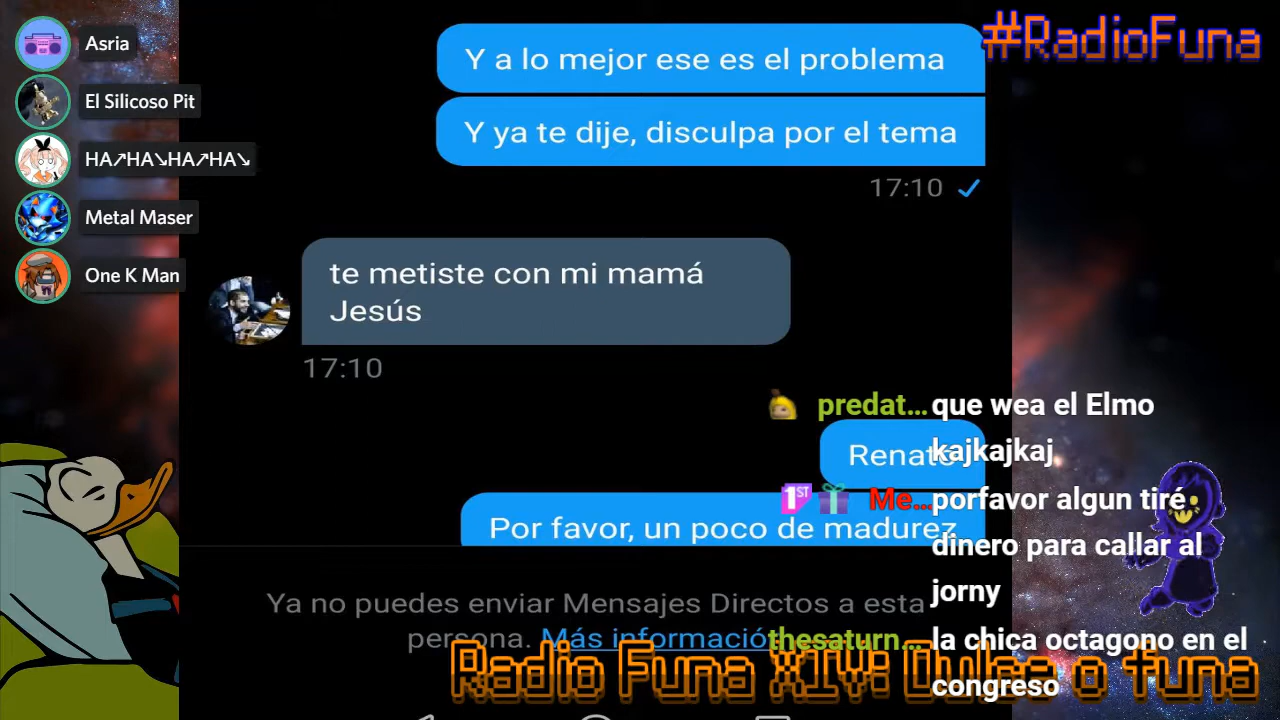 #RadioFuna
Asria
El Silicoso Pit
HA↗HA↘HA↗HA↘
Metal Maser
One K Man
Y a lo mejor ese es el problema
Y ya te dije, disculpa por el tema
17:10
te metiste con mi mamá
Jesús
17:10
Renato
Por favor, un poco de madurez
Ya no puedes enviar Mensajes Directos a esta
persona. Más información
predat… que wea el Elmo
kajkajkaj
1ST Me… porfavor algun tiré
dinero para callar al
jorny
thesaturn… la chica octagono en el
congreso
Radio Funa XIV: Dulce o funa